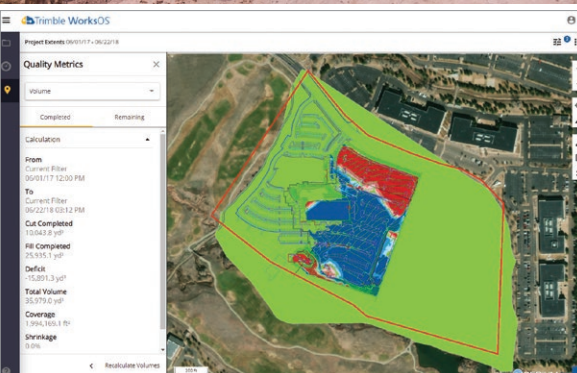 Trimble WorksOS
Project Extents 06/01/17 - 06/22/18
Quality Metrics
Volume
Completed Remaining
Calculation
From
Current Filter
06/01/17 12:00 PM
To
Current Filter
06/22/18 03:12 PM
Cut Completed
10,043.8 yd³
Fill Completed
25,935.1 yd³
Deficit
-15,891.3 yd³
Total Volume
35,979.0 yd³
Coverage
1,994,169.1 ft²
Shrinkage
0.0%
Recalculate Volumes